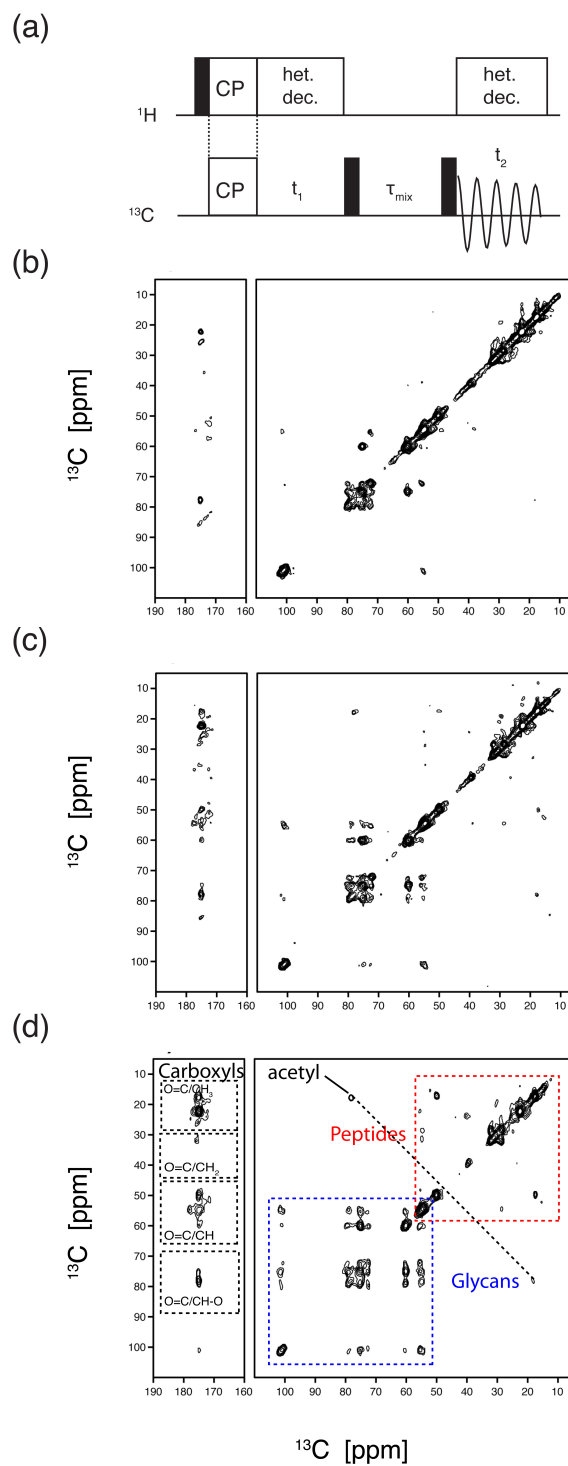 (a)
CP
het.
dec.
het.
dec.
1H
CP
t1
τmix
t2
13C
(b)
10
20
30
40
50
60
70
80
90
100
13C [ppm]
190 180 170 160
100 90 80 70 60 50 40 30 20 10
(c)
10
20
30
40
50
60
70
80
90
100
13C [ppm]
190 180 170 160
100 90 80 70 60 50 40 30 20 10
(d)
Carboxyls
acetyl
O=C/CH3
Peptides
O=C/CH2
O=C/CH
Glycans
O=C/CH-O
10
20
30
40
50
60
70
80
90
100
13C [ppm]
190 180 170 160
100 90 80 70 60 50 40 30 20 10
13C [ppm]